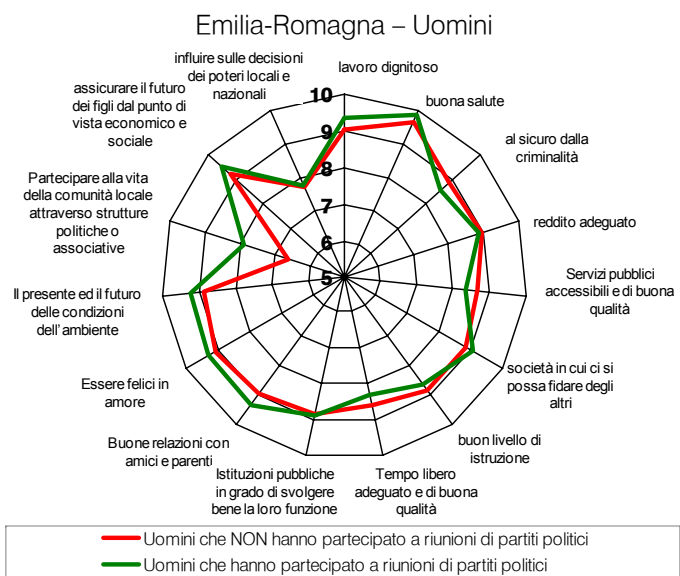 Emilia-Romagna – Uomini
influire sulle decisioni
dei poteri locali e
nazionali
lavoro dignitoso
buona salute
al sicuro dalla
criminalità
reddito adeguato
Servizi pubblici
accessibili e di buona
qualità
società in cui ci si
possa fidare degli
altri
buon livello di
istruzione
Tempo libero
adeguato e di buona
qualità
Istituzioni pubbliche
in grado di svolgere
bene la loro funzione
Buone relazioni con
amici e parenti
Essere felici in
amore
Il presente ed il futuro
delle condizioni
dell'ambiente
Partecipare alla vita
della comunità locale
attraverso strutture
politiche o
associative
assicurare il futuro
dei figli dal punto di
vista economico e
sociale
10
9
8
7
6
5
Uomini che NON hanno partecipato a riunioni di partiti politici
Uomini che hanno partecipato a riunioni di partiti politici